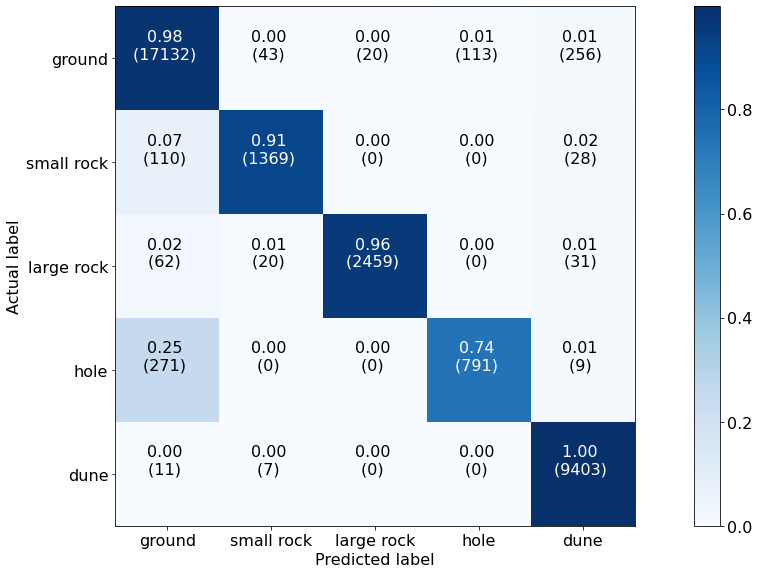 ground
0.98 0.00 0.00 0.01 0.01
(17132) (43) (20) (113) (256)
small rock
0.07 0.91 0.00 0.00 0.02
(110) (1369) (0) (0) (28)
large rock
0.02 0.01 0.96 0.00 0.01
(62) (20) (2459) (0) (31)
hole
0.25 0.00 0.00 0.74 0.01
(271) (0) (0) (791) (9)
dune
0.00 0.00 0.00 0.00 1.00
(11) (7) (0) (0) (9403)
ground small rock large rock hole dune
Predicted label
Actual label
0.8
0.6
0.4
0.2
0.0